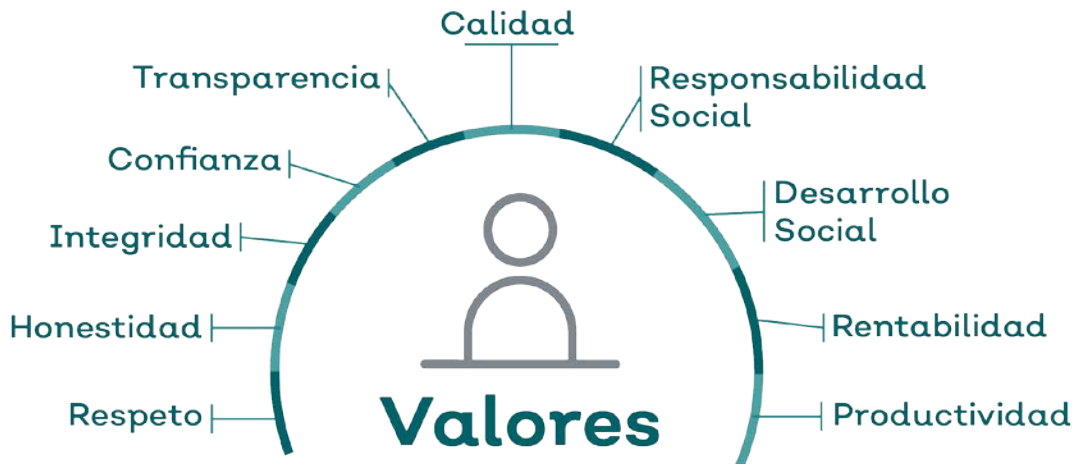 Calidad
Transparencia
Responsabilidad
Social
Confianza
Desarrollo
Social
Integridad
Honestidad
Rentabilidad
Respeto
Productividad
Valores